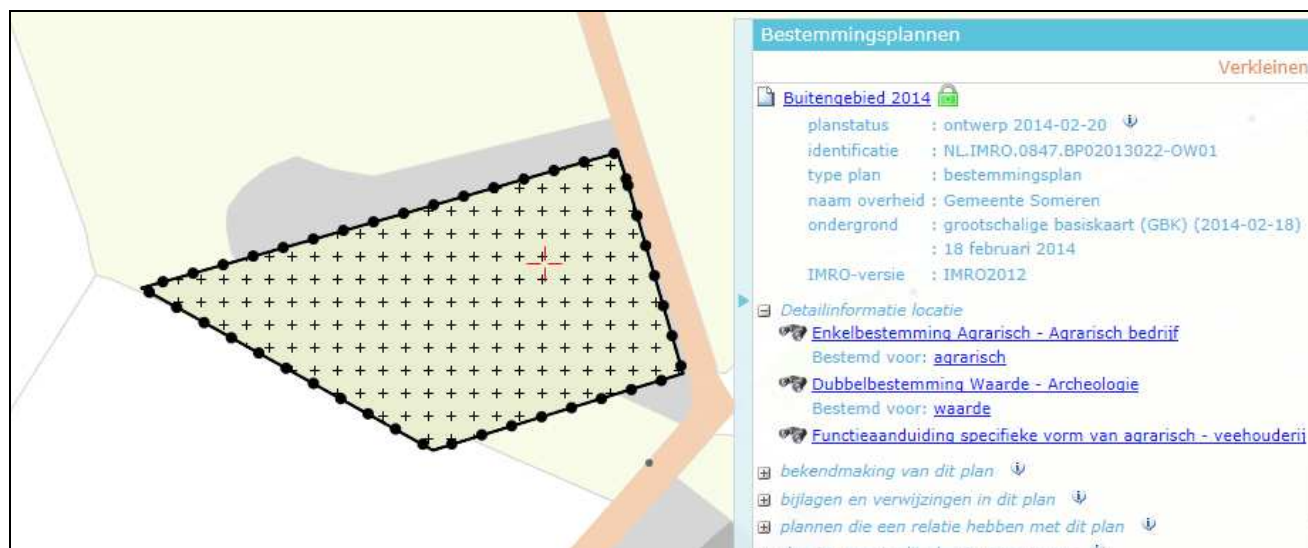 Bestemmingsplannen
Verkleinen
Buitengebied 2014
planstatus : ontwerp 2014-02-20
identificatie : NL.IMRO.0847.BP02013022-OW01
type plan : bestemmingsplan
naam overheid : Gemeente Someren
ondergrond : grootschalige basiskaart (GBK) (2014-02-18)
: 18 februari 2014
IMRO-versie : IMRO2012
Detailinformatie locatie
Enkelbestemming Agrarisch - Agrarisch bedrijf
Bestemd voor: agrarisch
Dubbelbestemming Waarde - Archeologie
Bestemd voor: waarde
Functieaanduiding specifieke vorm van agrarisch - veehouderij
bekendmaking van dit plan
bijlagen en verwijzingen in dit plan
plannen die een relatie hebben met dit plan